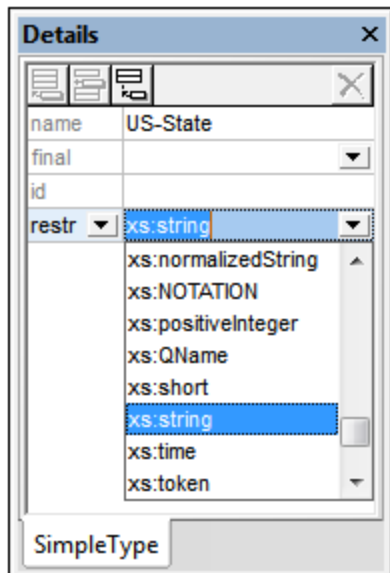 Details
name US-State
final
id
restr xs:string
xs:normalizedString
xs:NOTATION
xs:positiveInteger
xs:QName
xs:short
xs:string
xs:time
xs:token
SimpleType